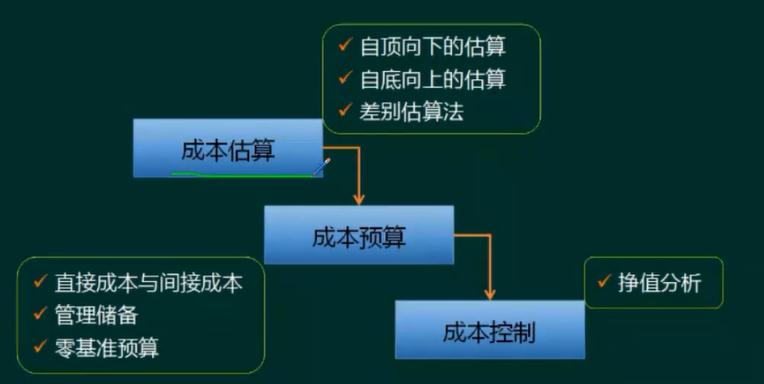 自顶向下的估算
自底向上的估算
差别估算法
成本估算
成本预算
直接成本与间接成本
管理储备
零基准预算
挣值分析
成本控制